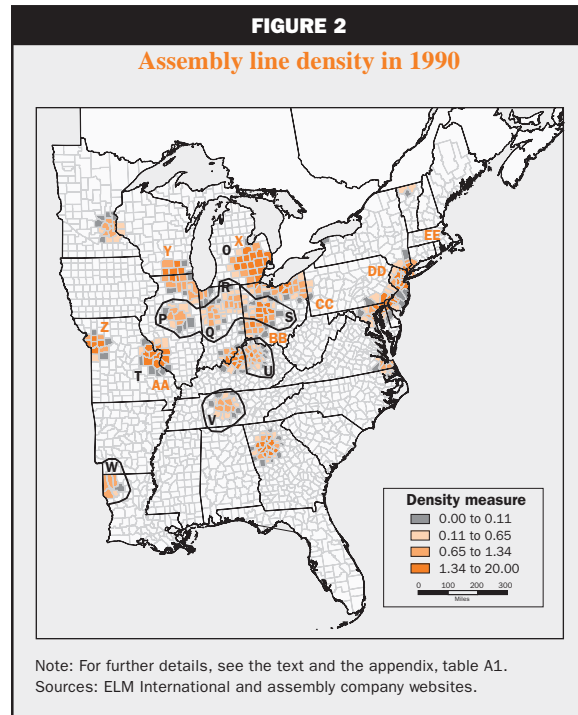 FIGURE 2
Assembly line density in 1990
EE
Y
O
X
DD
R
CC
P
S
Q
Z
BB
T
AA
U
V
W
Density measure
0.00 to 0.11
0.11 to 0.65
0.65 to 1.34
1.34 to 20.00
0 100 200 300
Miles
Note: For further details, see the text and the appendix, table A1.
Sources: ELM International and assembly company websites.